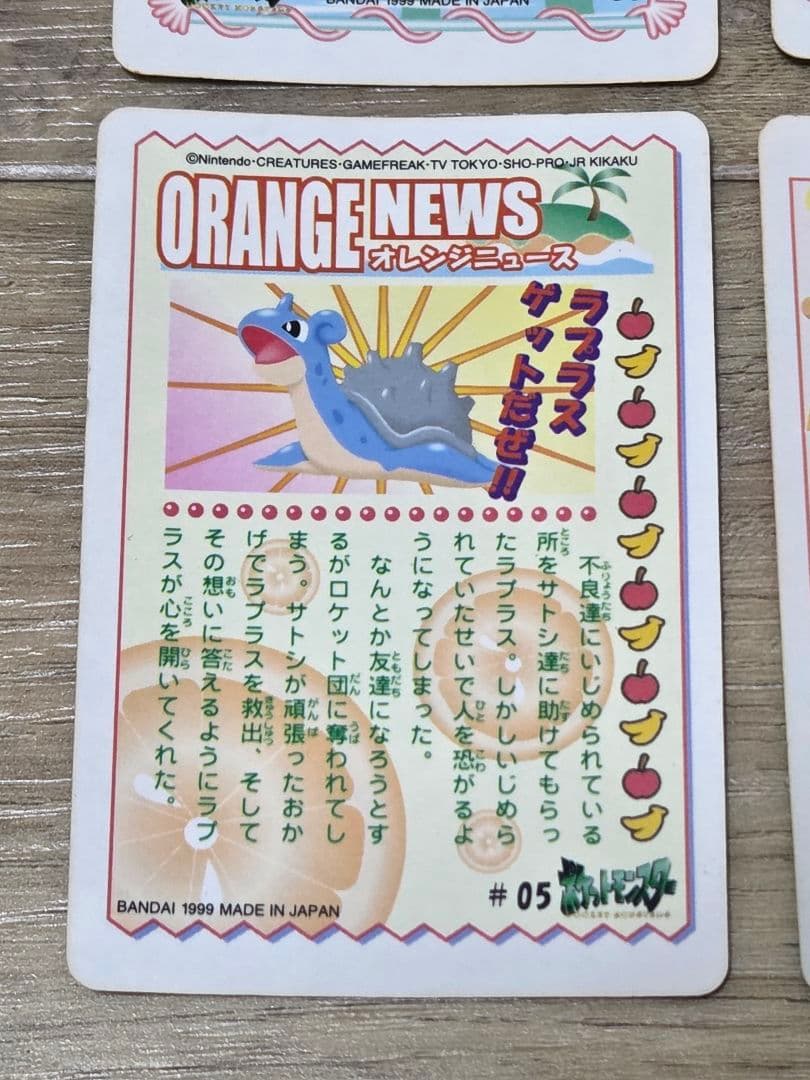 BANDAI 1999 MADE IN JAPAN
©Nintendo・CREATURES・GAMEFREAK・TV TOKYO・SHO-PRO・JR KIKAKU
ORANGE NEWS
オレンジニュース
ラプラス
ゲットだぜ!!
不良達にいじめられている
所をサトシ達に助けてもらっ
たラプラス。しかしいじめら
れていたせいで人を恐がるよ
うになってしまった。
なんとか友達になろうとす
るがロケット団に奪われてし
まう。サトシが頑張ったおか
げでラプラスを救出、そして
その想いに答えるようにラプ
ラスが心を開いてくれた。
# 05
ポケットモンスター
POCKET MONSTERS
BANDAI 1999 MADE IN JAPAN